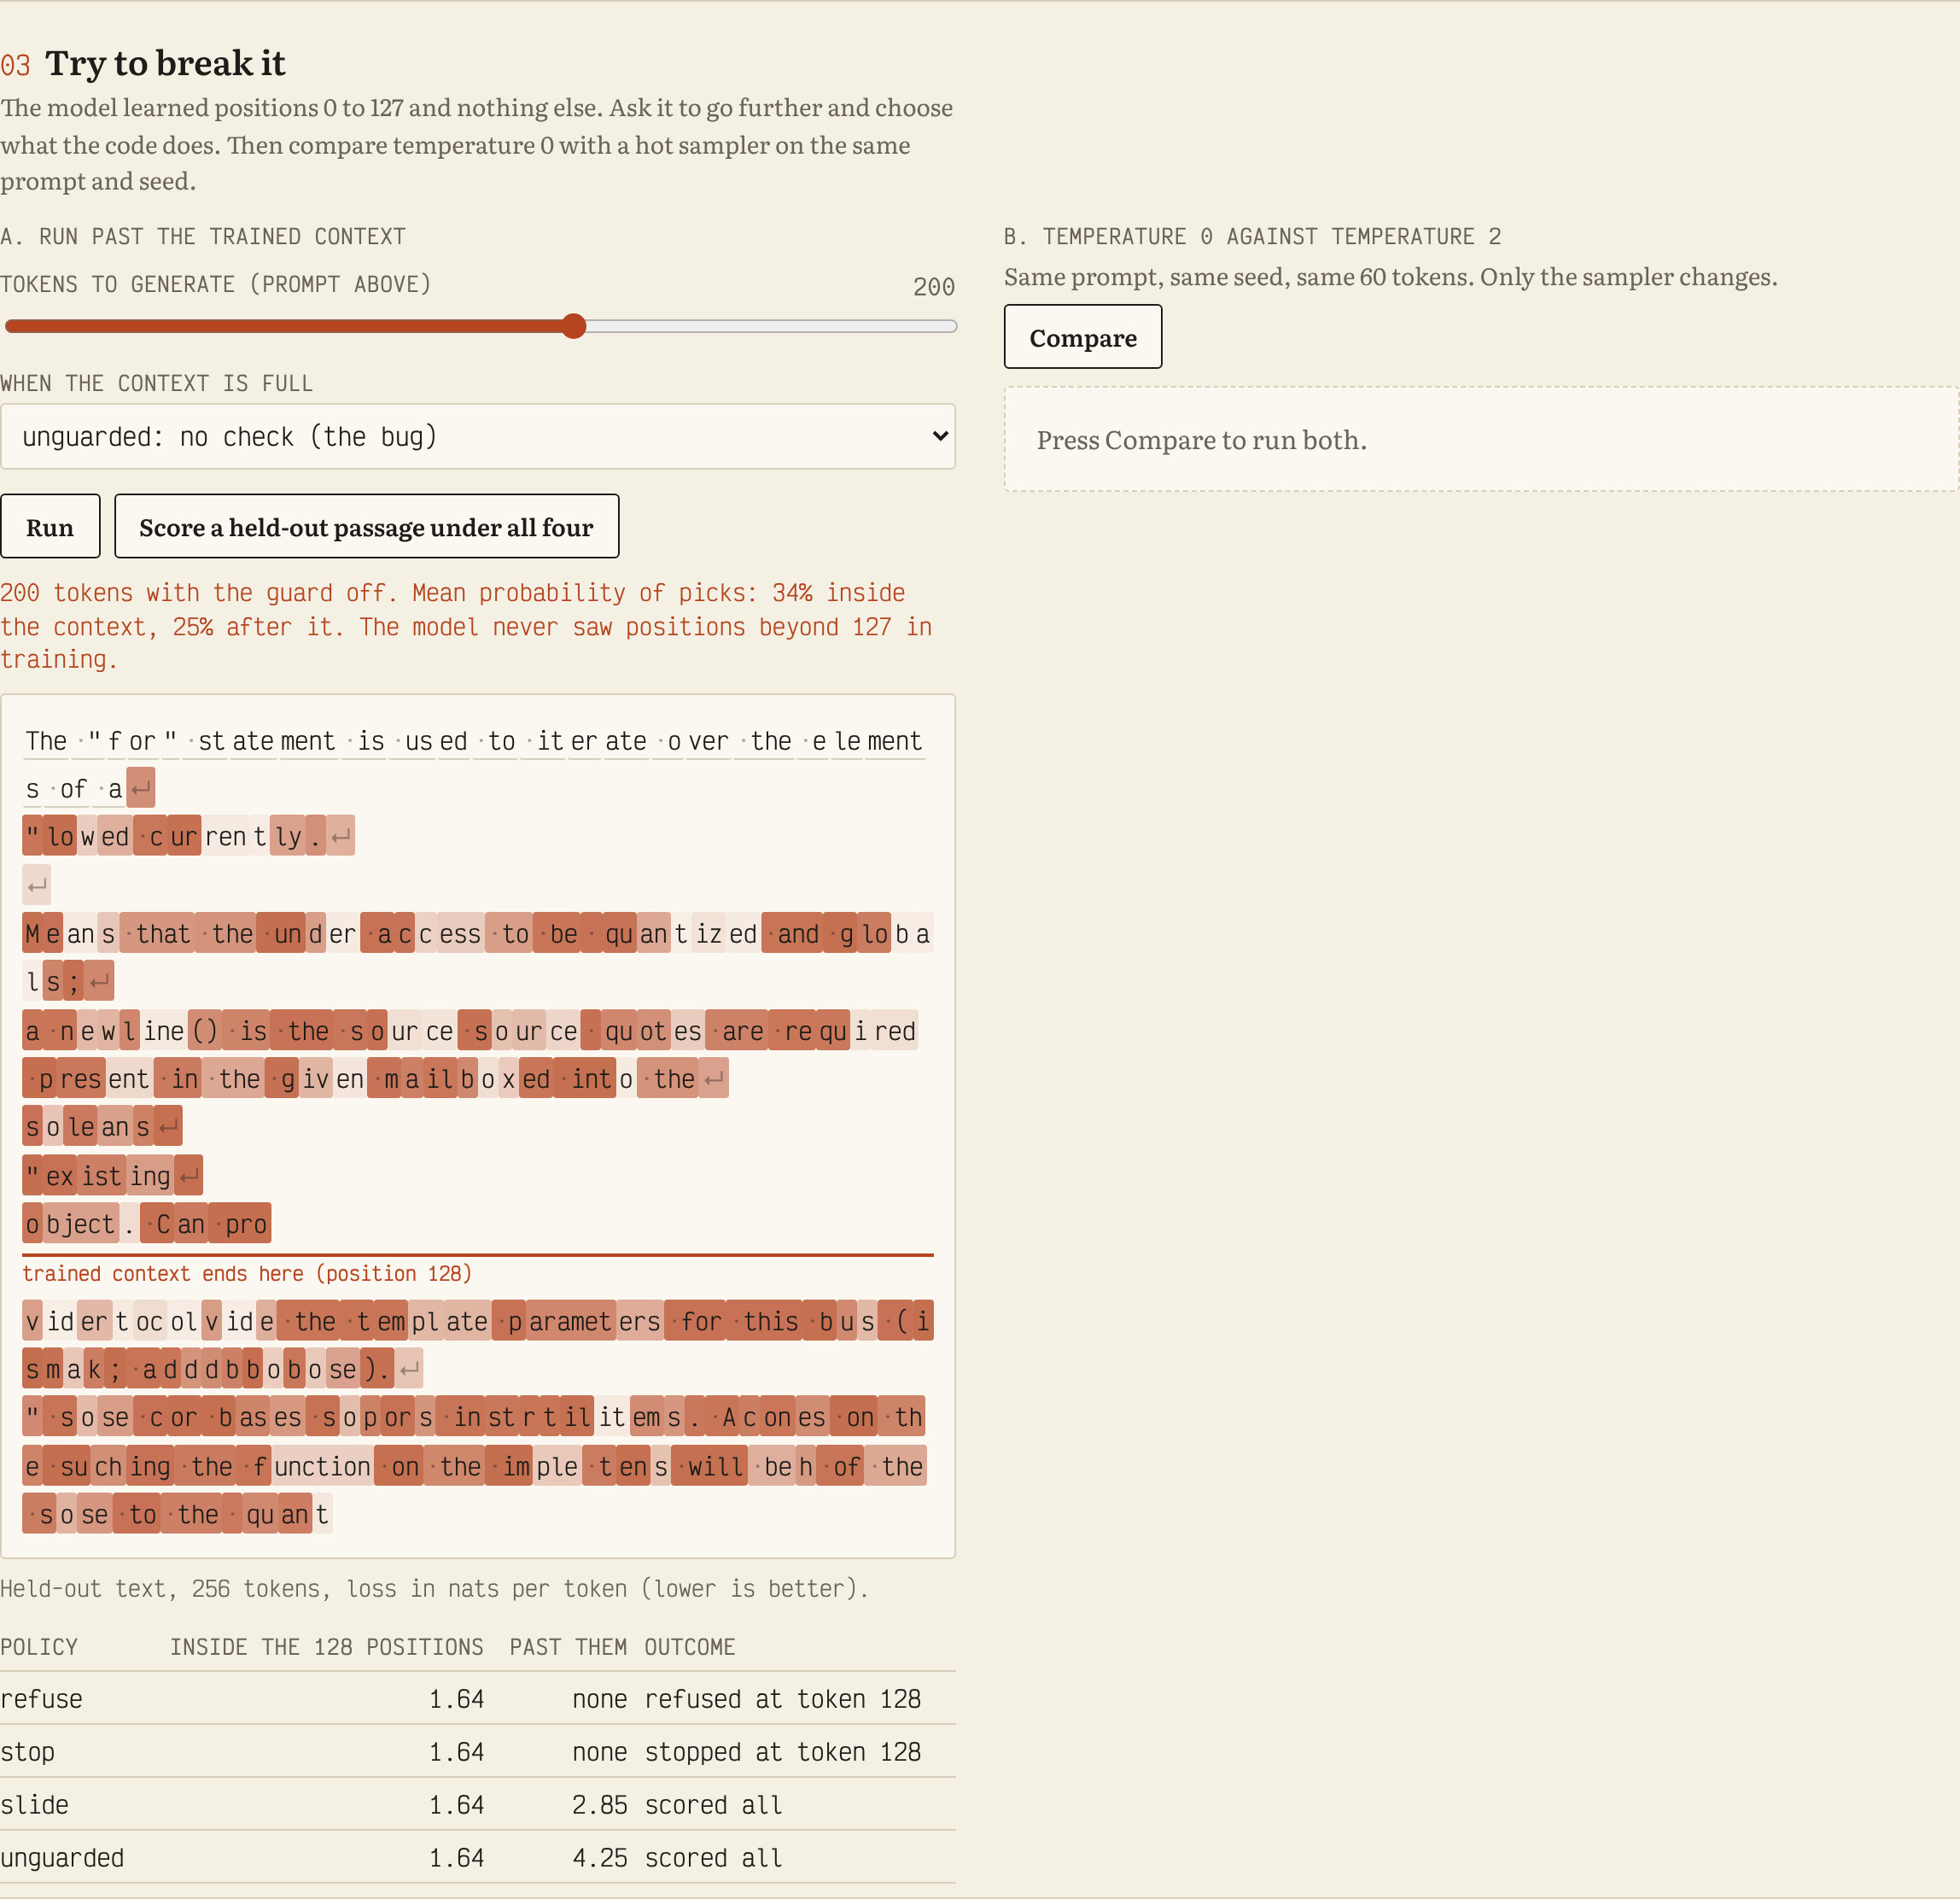 03 Try to break it
The model learned positions 0 to 127 and nothing else. Ask it to go further and choose
what the code does. Then compare temperature 0 with a hot sampler on the same
prompt and seed.
A. RUN PAST THE TRAINED CONTEXT
TOKENS TO GENERATE (PROMPT ABOVE) 200
WHEN THE CONTEXT IS FULL
unguarded: no check (the bug)
Run Score a held-out passage under all four
200 tokens with the guard off. Mean probability of picks: 34% inside
the context, 25% after it. The model never saw positions beyond 127 in
training.
The·"for"·statement·is·used·to·iterate·over·the·element
s·of·a↵
"lowed·currently.↵
↵
Means·that·the·under·access·to·be·quantized·and·globa
ls;↵
a·newline()·is·the·source·source·quotes·are·required
·present·in·the·given·mailboxed·into·the↵
soleans↵
"existing↵
object.·Can·pro
trained context ends here (position 128)
vidertocolvide·the·template·parameters·for·this·bus·(i
smak;·adddbbobose).↵
"·sose·cor·bases·sopors·instrtilitems.·Acones·on·th
e·suching·the·function·on·the·imple·tens·will·beh·of·the
·sose·to·the·quant
Held-out text, 256 tokens, loss in nats per token (lower is better).
POLICY INSIDE THE 128 POSITIONS PAST THEM OUTCOME
refuse 1.64 none refused at token 128
stop 1.64 none stopped at token 128
slide 1.64 2.85 scored all
unguarded 1.64 4.25 scored all
B. TEMPERATURE 0 AGAINST TEMPERATURE 2
Same prompt, same seed, same 60 tokens. Only the sampler changes.
Compare
Press Compare to run both.